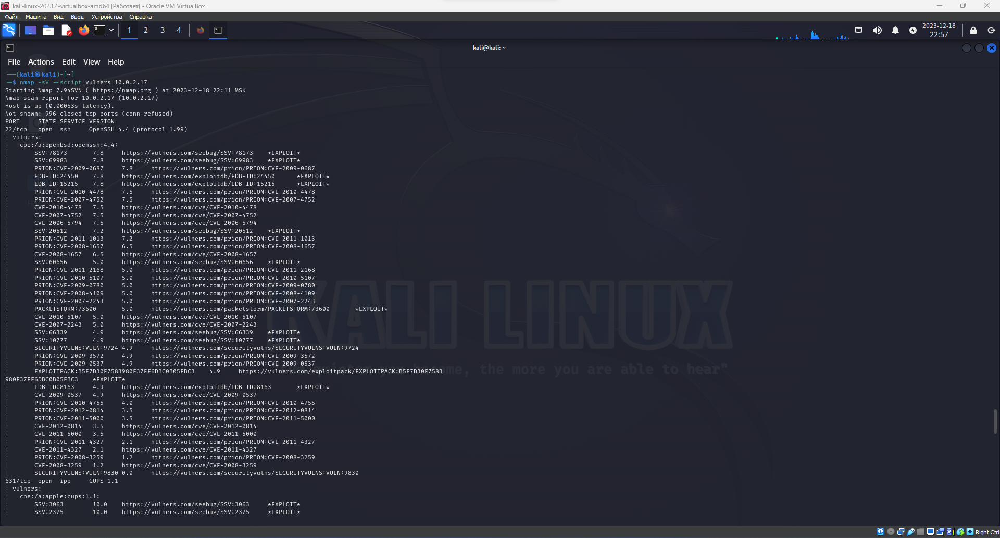 kali-linux-2023.4-virtualbox-amd64 [Работает] - Oracle VM VirtualBox
Файл Машина Вид Ввод Устройства Справка
1 2 3 4
2023-12-18
22:57
kali@kali: ~
File Actions Edit View Help
┌──(kali㉿kali)-[~]
└─$ nmap -sV --script vulners 10.0.2.17
Starting Nmap 7.94SVN ( https://nmap.org ) at 2023-12-18 22:11 MSK
Nmap scan report for 10.0.2.17 (10.0.2.17)
Host is up (0.00053s latency).
Not shown: 996 closed tcp ports (conn-refused)
PORT STATE SERVICE VERSION
22/tcp open ssh OpenSSH 4.4 (protocol 1.99)
| vulners:
| cpe:/a:openbsd:openssh:4.4:
| SSV:78173 7.8 https://vulners.com/seebug/SSV:78173 *EXPLOIT*
| SSV:69983 7.8 https://vulners.com/seebug/SSV:69983 *EXPLOIT*
| PRION:CVE-2009-0687 7.8 https://vulners.com/prion/PRION:CVE-2009-0687
| EDB-ID:24450 7.8 https://vulners.com/exploitdb/EDB-ID:24450 *EXPLOIT*
| EDB-ID:15215 7.8 https://vulners.com/exploitdb/EDB-ID:15215 *EXPLOIT*
| PRION:CVE-2010-4478 7.5 https://vulners.com/prion/PRION:CVE-2010-4478
| PRION:CVE-2007-4752 7.5 https://vulners.com/prion/PRION:CVE-2007-4752
| CVE-2010-4478 7.5 https://vulners.com/cve/CVE-2010-4478
| CVE-2007-4752 7.5 https://vulners.com/cve/CVE-2007-4752
| CVE-2006-5794 7.5 https://vulners.com/cve/CVE-2006-5794
| SSV:20512 7.2 https://vulners.com/seebug/SSV:20512 *EXPLOIT*
| PRION:CVE-2011-1013 7.2 https://vulners.com/prion/PRION:CVE-2011-1013
| PRION:CVE-2008-1657 6.5 https://vulners.com/prion/PRION:CVE-2008-1657
| CVE-2008-1657 6.5 https://vulners.com/cve/CVE-2008-1657
| SSV:60656 5.0 https://vulners.com/seebug/SSV:60656 *EXPLOIT*
| PRION:CVE-2011-2168 5.0 https://vulners.com/prion/PRION:CVE-2011-2168
| PRION:CVE-2010-5107 5.0 https://vulners.com/prion/PRION:CVE-2010-5107
| PRION:CVE-2009-0780 5.0 https://vulners.com/prion/PRION:CVE-2009-0780
| PRION:CVE-2008-4109 5.0 https://vulners.com/prion/PRION:CVE-2008-4109
| PRION:CVE-2007-2243 5.0 https://vulners.com/prion/PRION:CVE-2007-2243
| PACKETSTORM:73600 5.0 https://vulners.com/packetstorm/PACKETSTORM:73600 *EXPLOIT*
| CVE-2010-5107 5.0 https://vulners.com/cve/CVE-2010-5107
| CVE-2007-2243 5.0 https://vulners.com/cve/CVE-2007-2243
| SSV:66339 4.9 https://vulners.com/seebug/SSV:66339 *EXPLOIT*
| SSV:10777 4.9 https://vulners.com/seebug/SSV:10777 *EXPLOIT*
| SECURITYVULNS:VULN:9724 4.9 https://vulners.com/securityvulns/SECURITYVULNS:VULN:9724
| PRION:CVE-2009-3572 4.9 https://vulners.com/prion/PRION:CVE-2009-3572
| PRION:CVE-2009-0537 4.9 https://vulners.com/prion/PRION:CVE-2009-0537
| EXPLOITPACK:B5E7D30E7583980F37EF6DBC0B05FBC3 4.9 https://vulners.com/exploitpack/EXPLOITPACK:B5E7D30E7583
980F37EF6DBC0B05FBC3 *EXPLOIT*
| EDB-ID:8163 4.9 https://vulners.com/exploitdb/EDB-ID:8163 *EXPLOIT*
| CVE-2009-0537 4.9 https://vulners.com/cve/CVE-2009-0537
| PRION:CVE-2010-4755 4.0 https://vulners.com/prion/PRION:CVE-2010-4755
| PRION:CVE-2012-0814 3.5 https://vulners.com/prion/PRION:CVE-2012-0814
| PRION:CVE-2011-5000 3.5 https://vulners.com/prion/PRION:CVE-2011-5000
| CVE-2012-0814 3.5 https://vulners.com/cve/CVE-2012-0814
| CVE-2011-5000 3.5 https://vulners.com/cve/CVE-2011-5000
| PRION:CVE-2011-4327 2.1 https://vulners.com/prion/PRION:CVE-2011-4327
| CVE-2011-4327 2.1 https://vulners.com/cve/CVE-2011-4327
| PRION:CVE-2008-3259 1.2 https://vulners.com/prion/PRION:CVE-2008-3259
| CVE-2008-3259 1.2 https://vulners.com/cve/CVE-2008-3259
|_ SECURITYVULNS:VULN:9830 0.0 https://vulners.com/securityvulns/SECURITYVULNS:VULN:9830
631/tcp open ipp CUPS 1.1
| vulners:
| cpe:/a:apple:cups:1.1:
| SSV:3063 10.0 https://vulners.com/seebug/SSV:3063 *EXPLOIT*
| SSV:2375 10.0 https://vulners.com/seebug/SSV:2375 *EXPLOIT*
KALI LINUX
become, the more you are able to hear"
Right Ctrl